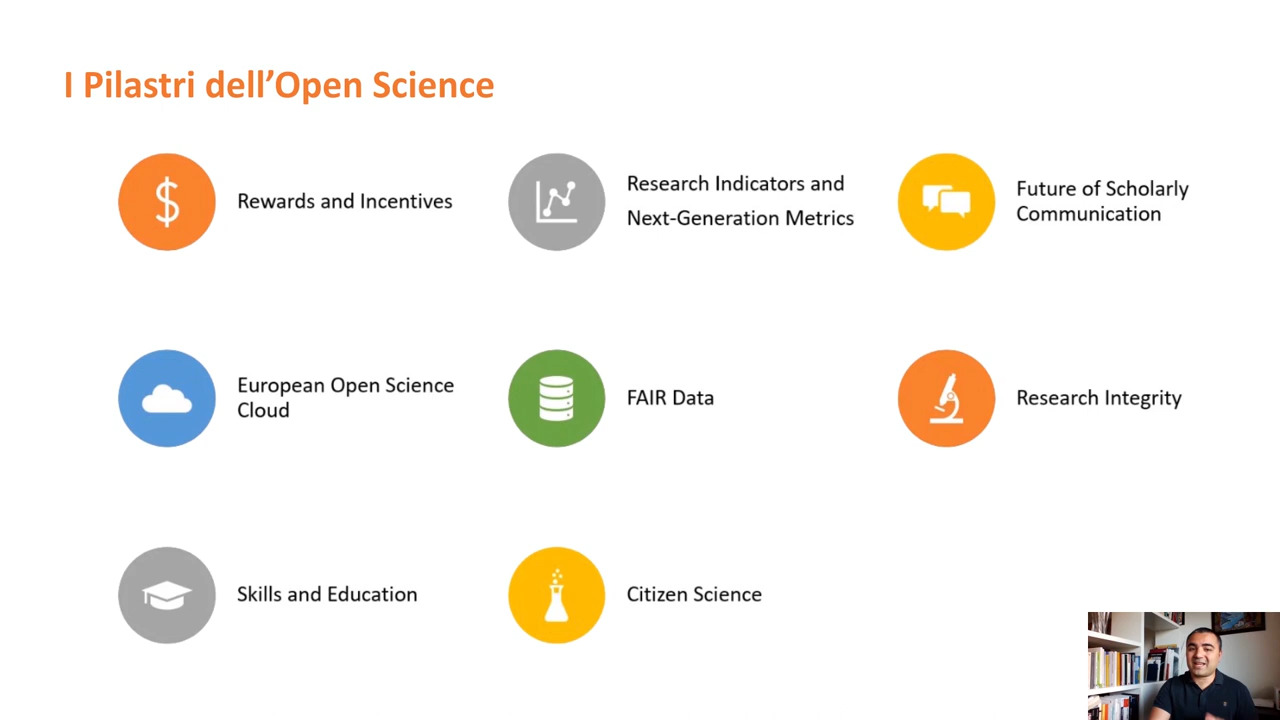 I Pilastri dell’Open Science
Rewards and Incentives
Research Indicators and
Next-Generation Metrics
Future of Scholarly
Communication
European Open Science
Cloud
FAIR Data
Research Integrity
Skills and Education
Citizen Science